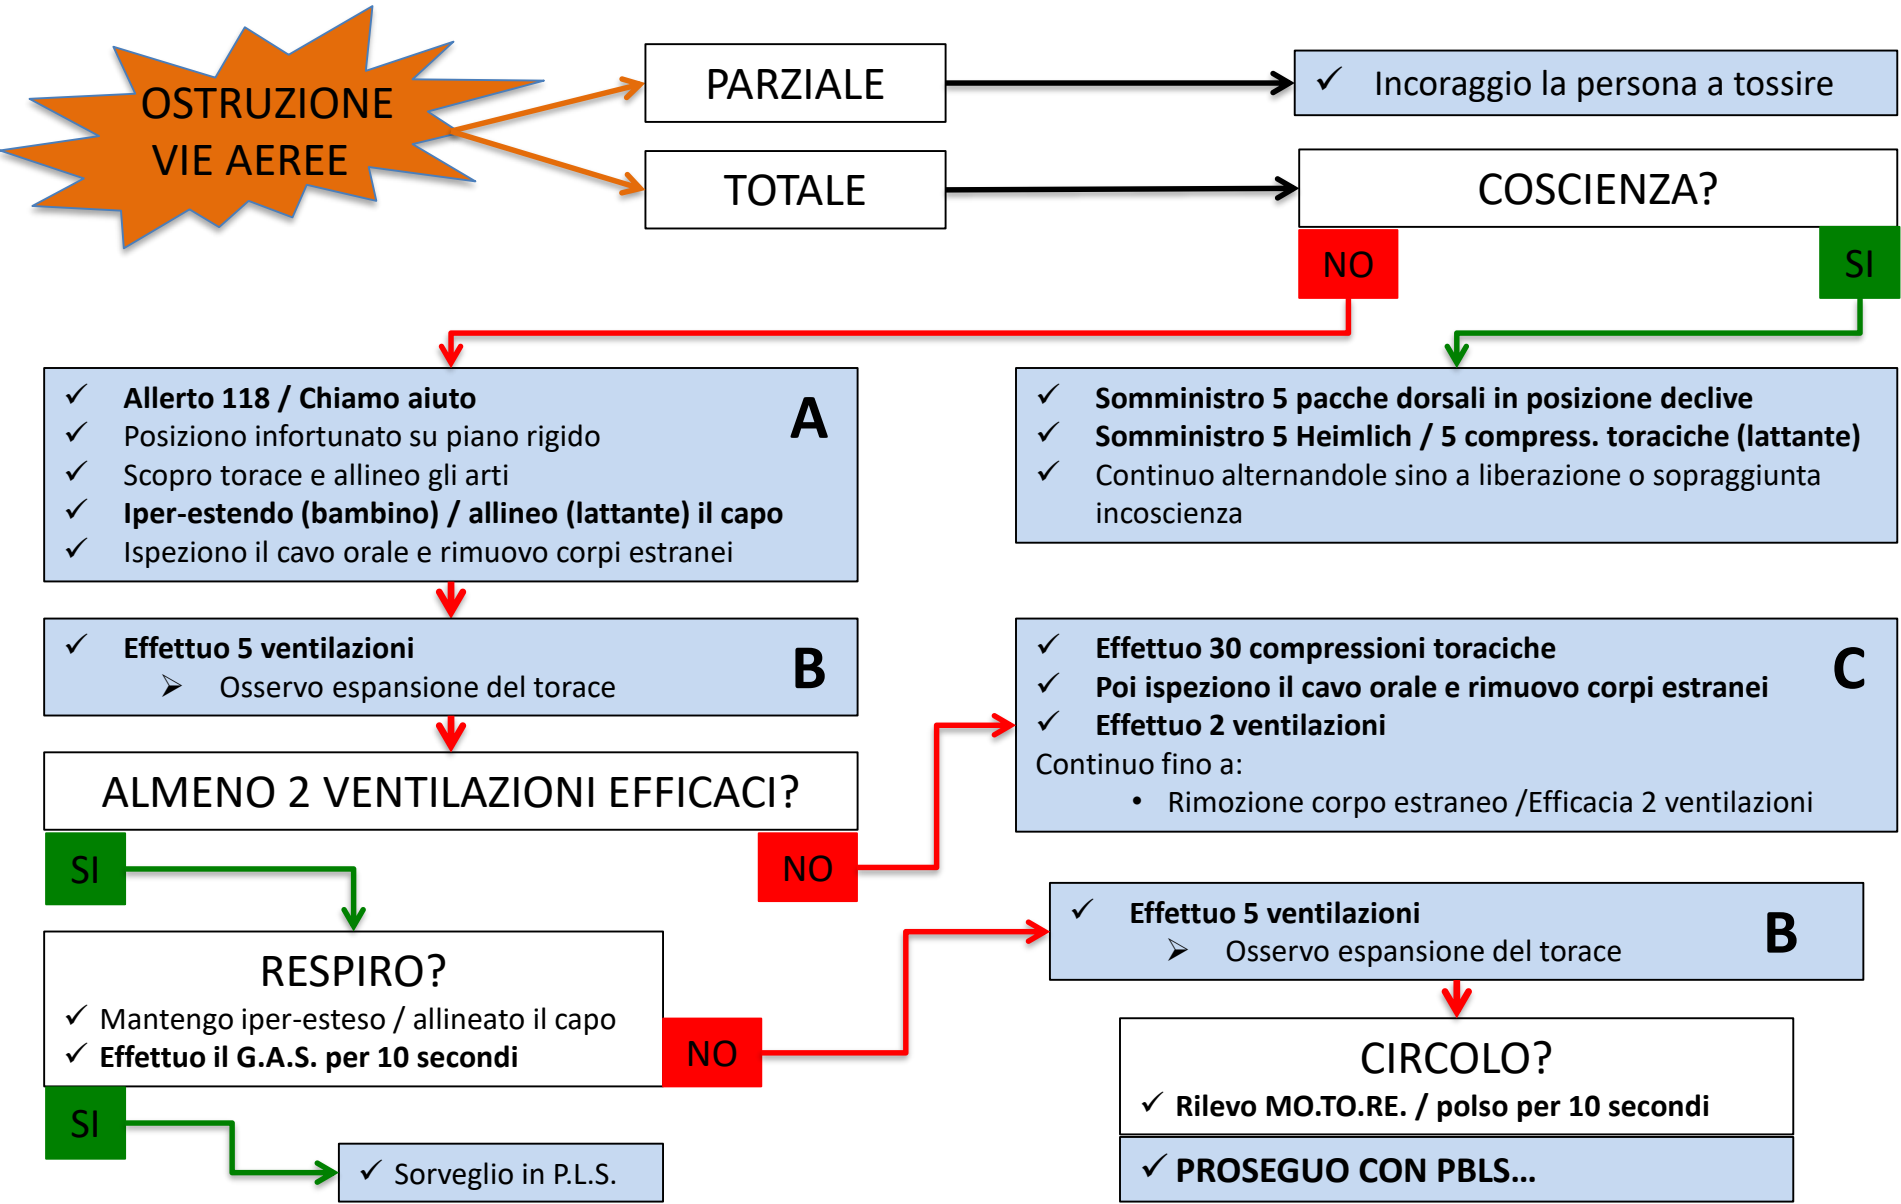 OSTRUZIONE
VIE AEREE
PARZIALE
✓ Incoraggio la persona a tossire
TOTALE
COSCIENZA?
NO
SI
✓ Allerto 118 / Chiamo aiuto
✓ Posiziono infortunato su piano rigido
✓ Scopro torace e allineo gli arti
✓ Iper-estendo (bambino) / allineo (lattante) il capo
✓ Ispeziono il cavo orale e rimuovo corpi estranei
A
✓ Somministro 5 pacche dorsali in posizione declive
✓ Somministro 5 Heimlich / 5 compress. toraciche (lattante)
✓ Continuo alternandole sino a liberazione o sopraggiunta
incoscienza
✓ Effettuo 5 ventilazioni
➢ Osservo espansione del torace
B
✓ Effettuo 30 compressioni toraciche
✓ Poi ispeziono il cavo orale e rimuovo corpi estranei
✓ Effettuo 2 ventilazioni
Continuo fino a:
• Rimozione corpo estraneo /Efficacia 2 ventilazioni
C
ALMENO 2 VENTILAZIONI EFFICACI?
SI
NO
RESPIRO?
✓ Mantengo iper-esteso / allineato il capo
✓ Effettuo il G.A.S. per 10 secondi
NO
SI
✓ Sorveglio in P.L.S.
✓ Effettuo 5 ventilazioni
➢ Osservo espansione del torace
B
CIRCOLO?
✓ Rilevo MO.TO.RE. / polso per 10 secondi
✓ PROSEGUO CON PBLS...